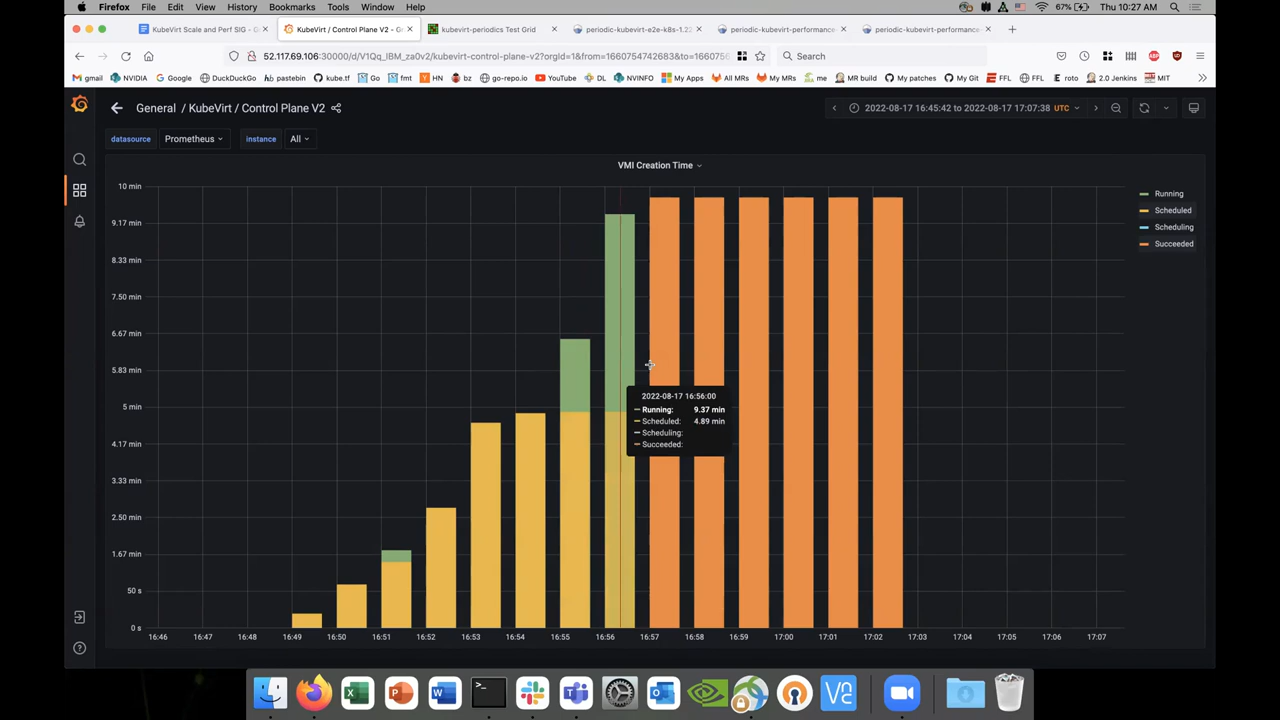 Firefox File Edit View History Bookmarks Tools Window Help 67% Thu 10:27 AM
KubeVirt Scale and Perf SIG - G KubeVirt / Control Plane V2 - G kubevirt-periodics Test Grid periodic-kubevirt-e2e-k8s-1.22 periodic-kubevirt-performance periodic-kubevirt-performance
52.117.69.106:30000/d/V1Qq_IBM_za0v2/kubevirt-control-plane-v2?orgId=1&from=1660754742683&to=16607560 Search
gmail NVIDIA Google DuckDuckGo pastebin kube.tf Go fmt HN bz go-repo.io YouTube DL NVINFO My Apps All MRs My MRs me MR build My patches My Git FFL FFL roto 2.0 Jenkins MIT
General / KubeVirt / Control Plane V2 2022-08-17 16:45:42 to 2022-08-17 17:07:38 UTC
datasource Prometheus instance All
VMI Creation Time
10 min
9.17 min
8.33 min
7.50 min
6.67 min
5.83 min
5 min
4.17 min
3.33 min
2.50 min
1.67 min
50 s
0 s
Running
Scheduled
Scheduling
Succeeded
2022-08-17 16:56:00
Running: 9.37 min
Scheduled: 4.89 min
Scheduling:
Succeeded:
16:46 16:47 16:48 16:49 16:50 16:51 16:52 16:53 16:54 16:55 16:56 16:57 16:58 16:59 17:00 17:01 17:02 17:03 17:04 17:05 17:06 17:07